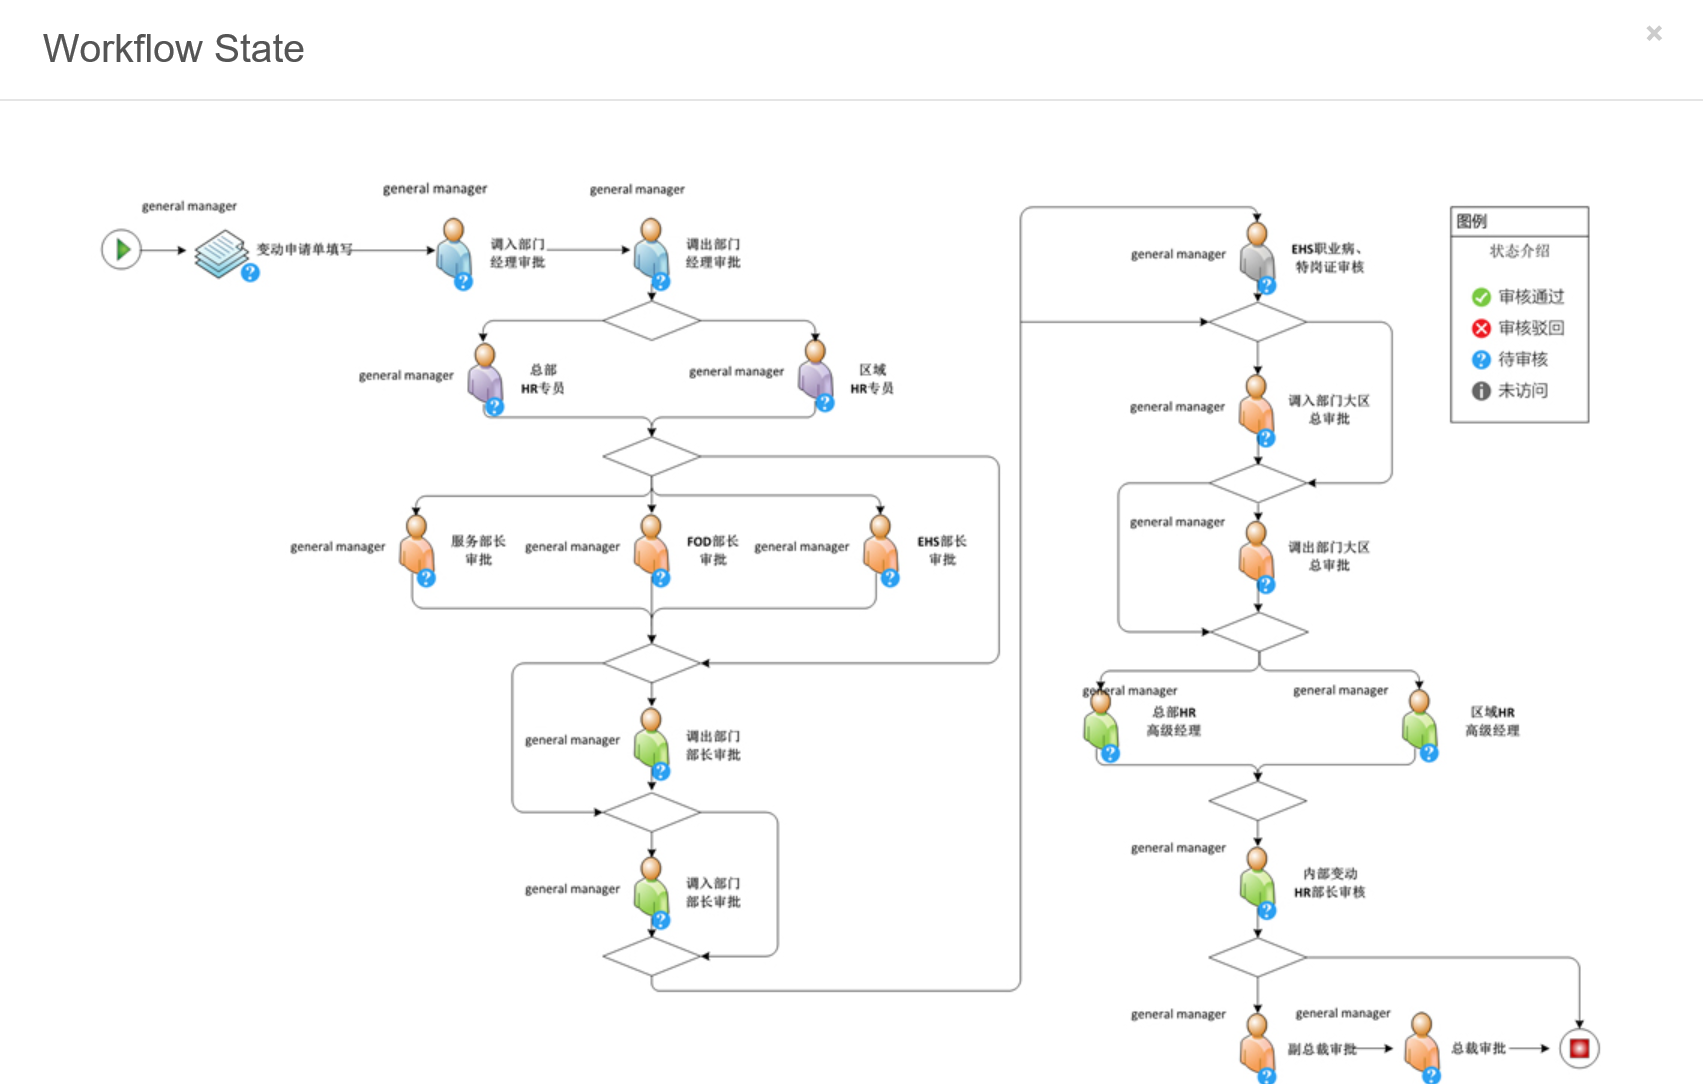 Workflow State
×
general manager
general manager
general manager
变动申请单填写
调入部门
经理审批
调出部门
经理审批
general manager
总部
HR专员
general manager
区域
HR专员
general manager
服务部长
审批
general manager
FOD部长
审批
general manager
EHS部长
审批
general manager
调出部门
部长审批
general manager
调入部门
部长审批
general manager
EHS职业病、
特岗证审核
general manager
调入部门大区
总审批
general manager
调出部门大区
总审批
general manager
总部HR
高级经理
general manager
区域HR
高级经理
general manager
内部变动
HR部长审核
general manager
副总裁审批
general manager
总裁审批
图例
状态介绍
审核通过
审核驳回
待审核
未访问